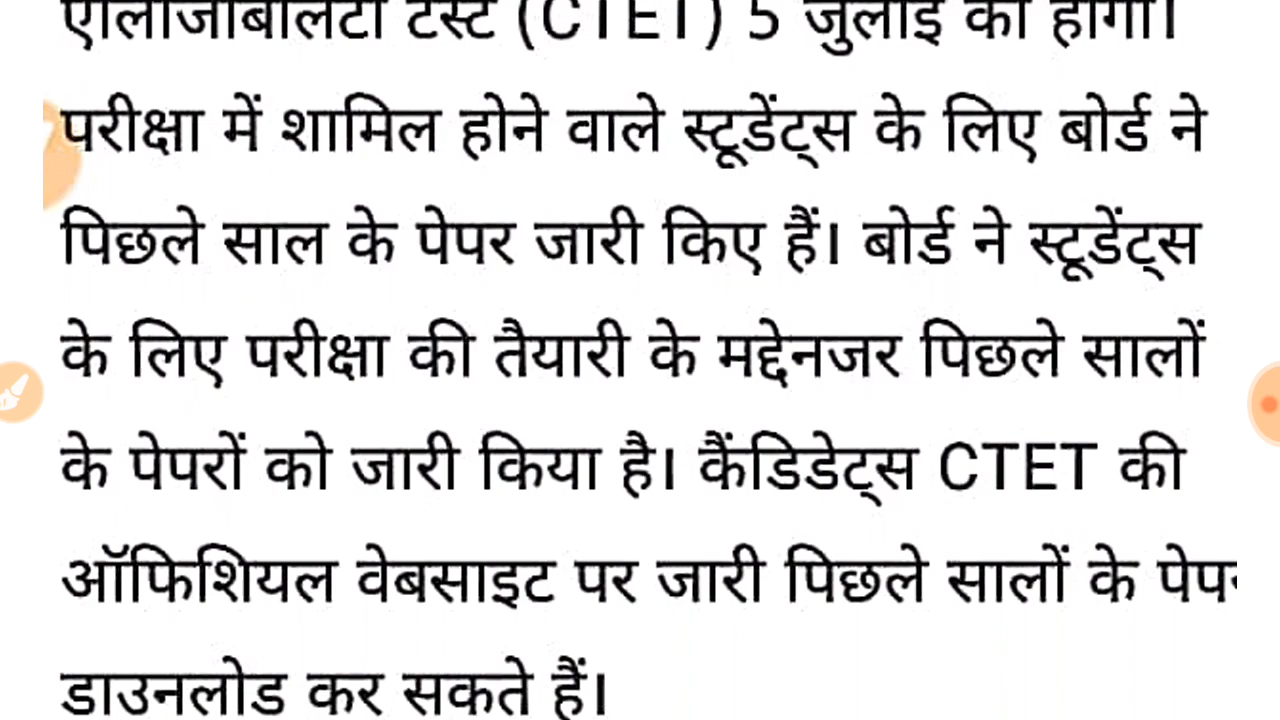 एलिजिबिलिटी टेस्ट (CTET) 5 जुलाई को होगा।
परीक्षा में शामिल होने वाले स्टूडेंट्स के लिए बोर्ड ने
पिछले साल के पेपर जारी किए हैं। बोर्ड ने स्टूडेंट्स
के लिए परीक्षा की तैयारी के मद्देनजर पिछले सालों
के पेपरों को जारी किया है। कैंडिडेट्स CTET की
ऑफिशियल वेबसाइट पर जारी पिछले सालों के पेपर
डाउनलोड कर सकते हैं।